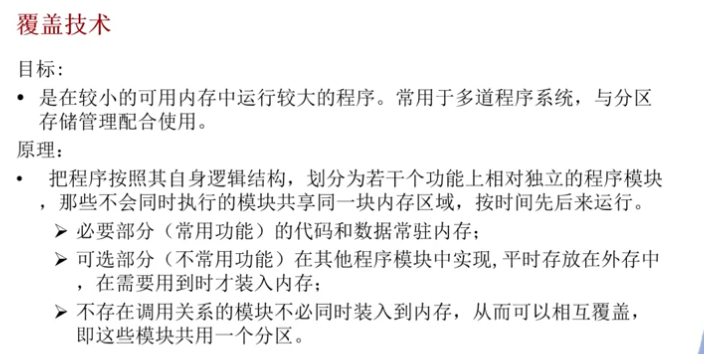 覆盖技术
目标:
• 是在较小的可用内存中运行较大的程序。常用于多道程序系统，与分区
存储管理配合使用。
原理：
• 把程序按照其自身逻辑结构，划分为若干个功能上相对独立的程序模块
，那些不会同时执行的模块共享同一块内存区域，按时间先后来运行。
➢ 必要部分（常用功能）的代码和数据常驻内存；
➢ 可选部分（不常用功能）在其他程序模块中实现,平时存放在外存中
，在需要用到时才装入内存；
➢ 不存在调用关系的模块不必同时装入到内存，从而可以相互覆盖，
即这些模块共用一个分区。